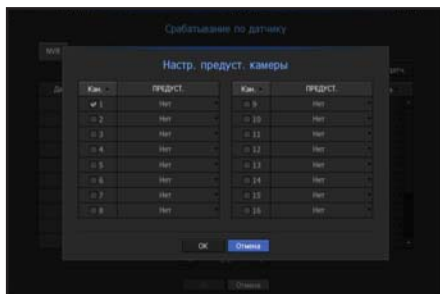 Срабатывание по датчику
NVR
Настр. предуст. камеры
Кан. ПРЕДУСТ. Кан. ПРЕДУСТ.
1 Нет 9 Нет
2 Нет 10 Нет
3 Нет 11 Нет
4 Нет 12 Нет
5 Нет 13 Нет
6 Нет 14 Нет
7 Нет 15 Нет
8 Нет 16 Нет
OK Отмена
Отмена